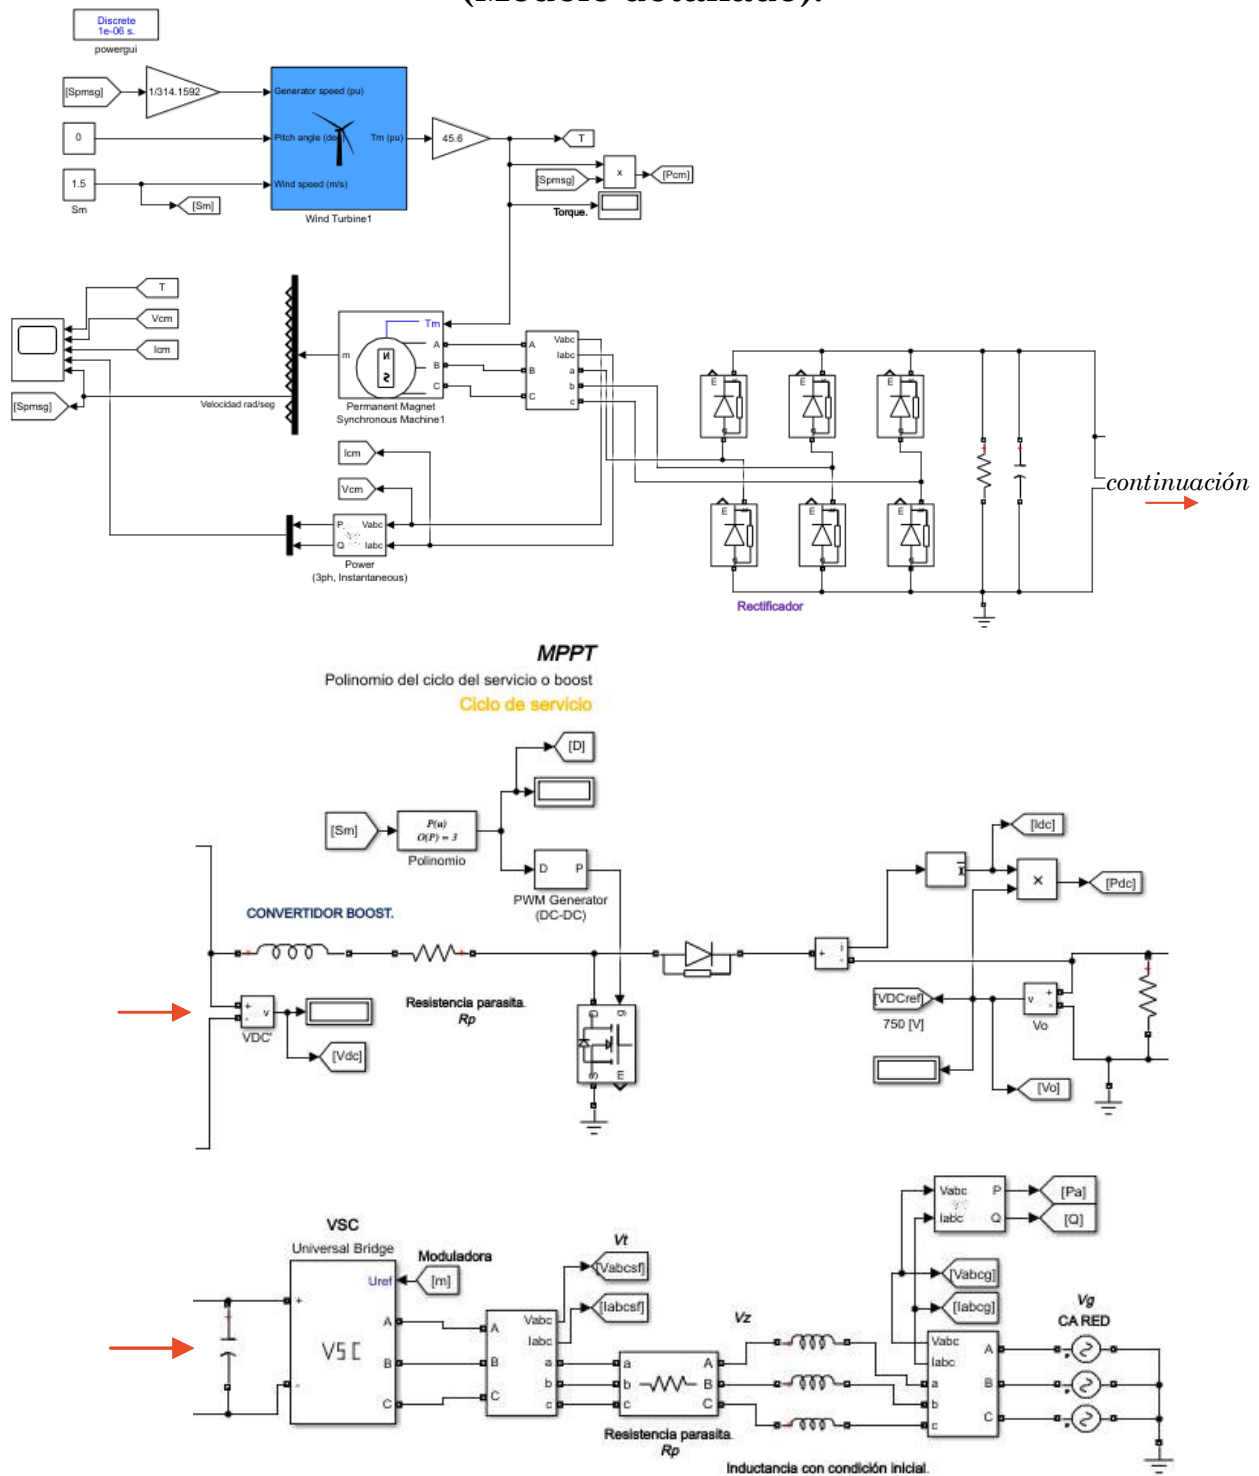 (Modelo detallado).
Discrete
1e-06 s.
powergui
[Spmsg]
1/314.1592
Generator speed (pu)
0
Pitch angle (deg)
Tm (pu)
45.6
T
1.5
Sm
Wind speed (m/s)
[Sm]
Wind Turbine1
[Spmsg]
x
[Pcm]
Torque.
T
Vcm
Icm
[Spmsg]
Velocidad rad/seg
Tm
m
N
S
A
B
C
Permanent Magnet
Synchronous Machine1
A
B
C
Vabc
Iabc
a
b
c
Icm
Vcm
P
Q
Vabc
Iabc
Power
(3ph, Instantaneous)
E
E
E
E
E
E
Rectificador
continuación
MPPT
Polinomio del ciclo del servicio o boost
Ciclo de servicio
[D]
[Sm]
P(u)
O(P) = 3
Polinomio
D
P
PWM Generator
(DC-DC)
CONVERTIDOR BOOST.
Resistencia parasita.
Rp
+
-
v
VDC'
[Vdc]
g
D
S
m
+
-
i
[Idc]
×
[Pdc]
[VDCref]
750 [V]
v
+
-
Vo
[Vo]
VSC
Universal Bridge
Moduladora
Uref
[m]
+
-
VSC
A
B
C
A
B
C
Vabc
Iabc
a
b
c
Vt
[Vabcsf]
[Iabcsf]
a
b
c
A
B
C
Resistencia parasita.
Rp
Vz
Inductancia con condición inicial.
Vabc
Iabc
P
Q
[Pa]
[Q]
[Vabcg]
[Iabcg]
Vabc
Iabc
a
b
c
A
B
C
Vg
CA RED